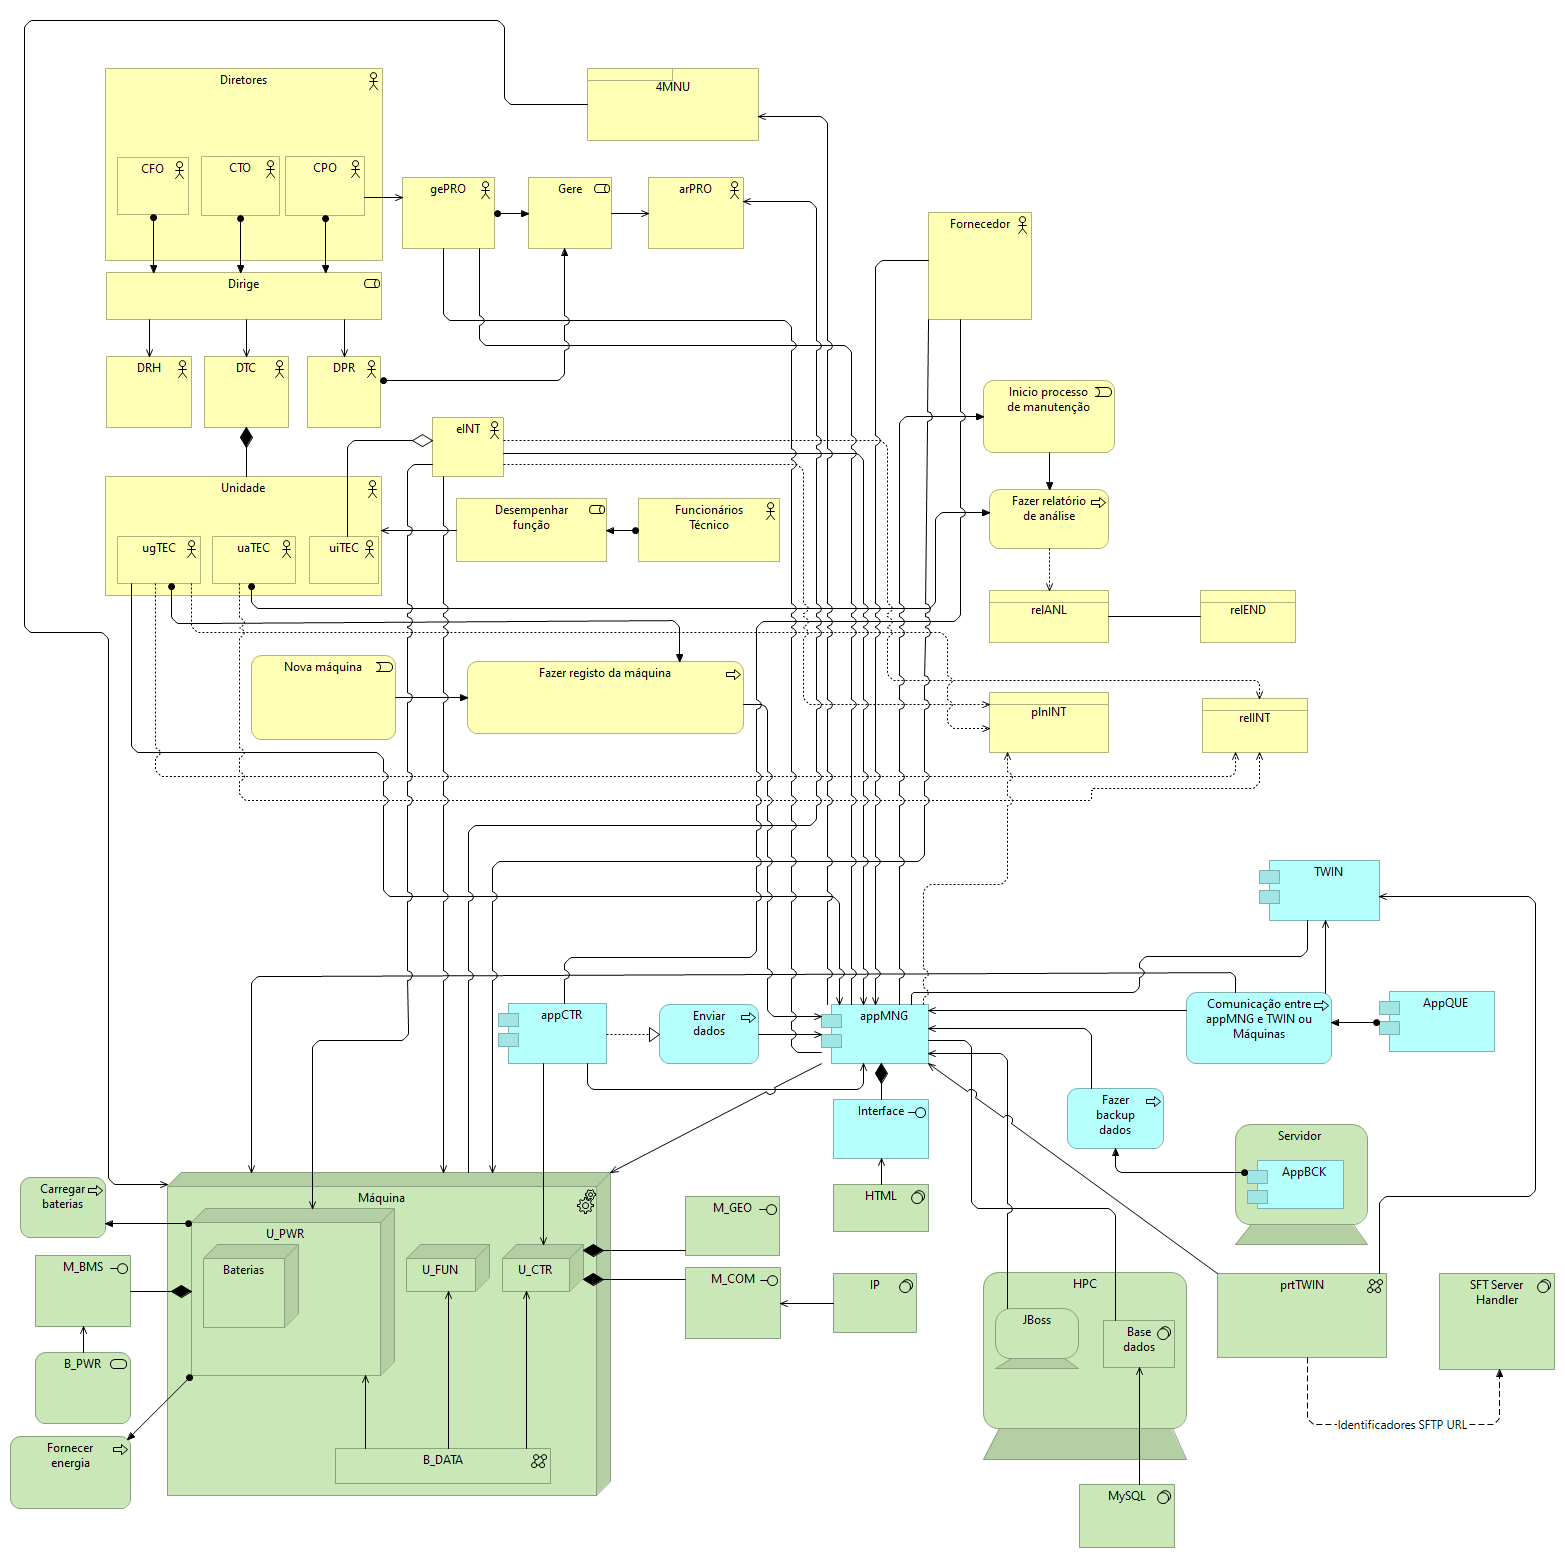 Diretores
4MNU
CFO
CTO
CPO
gePRO
Gere
arPRO
Fornecedor
Dirige
DRH
DTC
DPR
Inicio processo
de manutenção
eINT
Unidade
Desempenhar
função
Funcionários
Técnico
Fazer relatório
de análise
ugTEC
uaTEC
uiTEC
relANL
relEND
Nova máquina
Fazer registo da máquina
plnINT
relINT
TWIN
appCTR
Enviar
dados
appMNG
Comunicação entre
appMNG e TWIN ou
Máquinas
AppQUE
Interface
Fazer
backup
dados
Servidor
AppBCK
Carregar
baterias
Máquina
HTML
M_GEO
U_PWR
M_BMS
Baterias
U_FUN
U_CTR
M_COM
IP
HPC
prtTWIN
SFT Server
Handler
JBoss
Base
dados
B_PWR
Identificadores SFTP URL
Fornecer
energia
B_DATA
MySQL